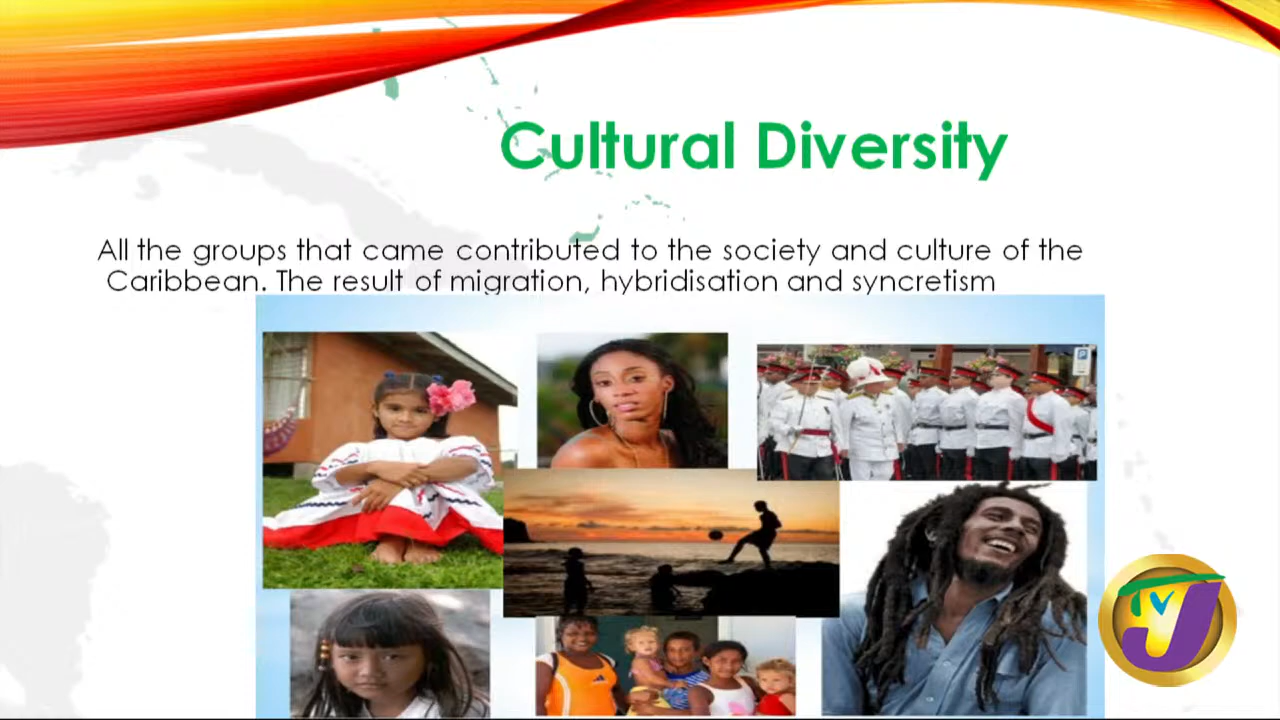 Cultural Diversity
All the groups that came contributed to the society and culture of the
Caribbean. The result of migration, hybridisation and syncretism
P
TVJ